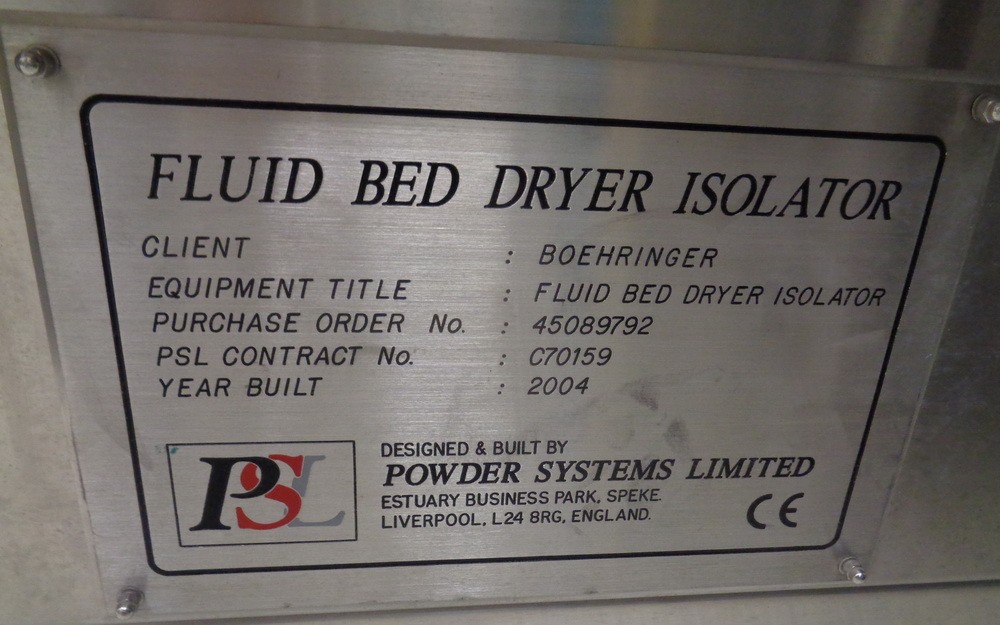 FLUID BED DRYER ISOLATOR
CLIENT : BOEHRINGER
EQUIPMENT TITLE : FLUID BED DRYER ISOLATOR
PURCHASE ORDER No. : 45089792
PSL CONTRACT No. : C70159
YEAR BUILT : 2004
PSL
DESIGNED & BUILT BY
POWDER SYSTEMS LIMITED
ESTUARY BUSINESS PARK, SPEKE.
LIVERPOOL, L24 8RG, ENGLAND.
CE